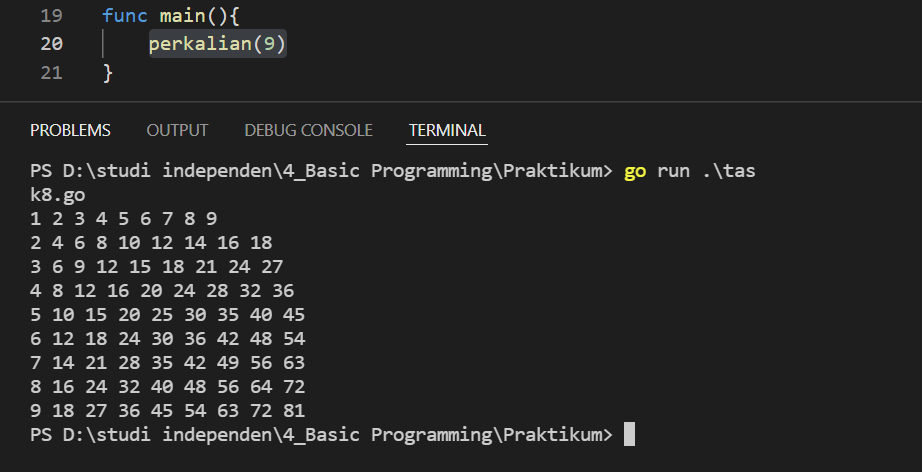 19 func main(){
20 perkalian(9)
21 }
PROBLEMS OUTPUT DEBUG CONSOLE TERMINAL
PS D:\studi independen\4_Basic Programming\Praktikum> go run .\tas
k8.go
1 2 3 4 5 6 7 8 9
2 4 6 8 10 12 14 16 18
3 6 9 12 15 18 21 24 27
4 8 12 16 20 24 28 32 36
5 10 15 20 25 30 35 40 45
6 12 18 24 30 36 42 48 54
7 14 21 28 35 42 49 56 63
8 16 24 32 40 48 56 64 72
9 18 27 36 45 54 63 72 81
PS D:\studi independen\4_Basic Programming\Praktikum>